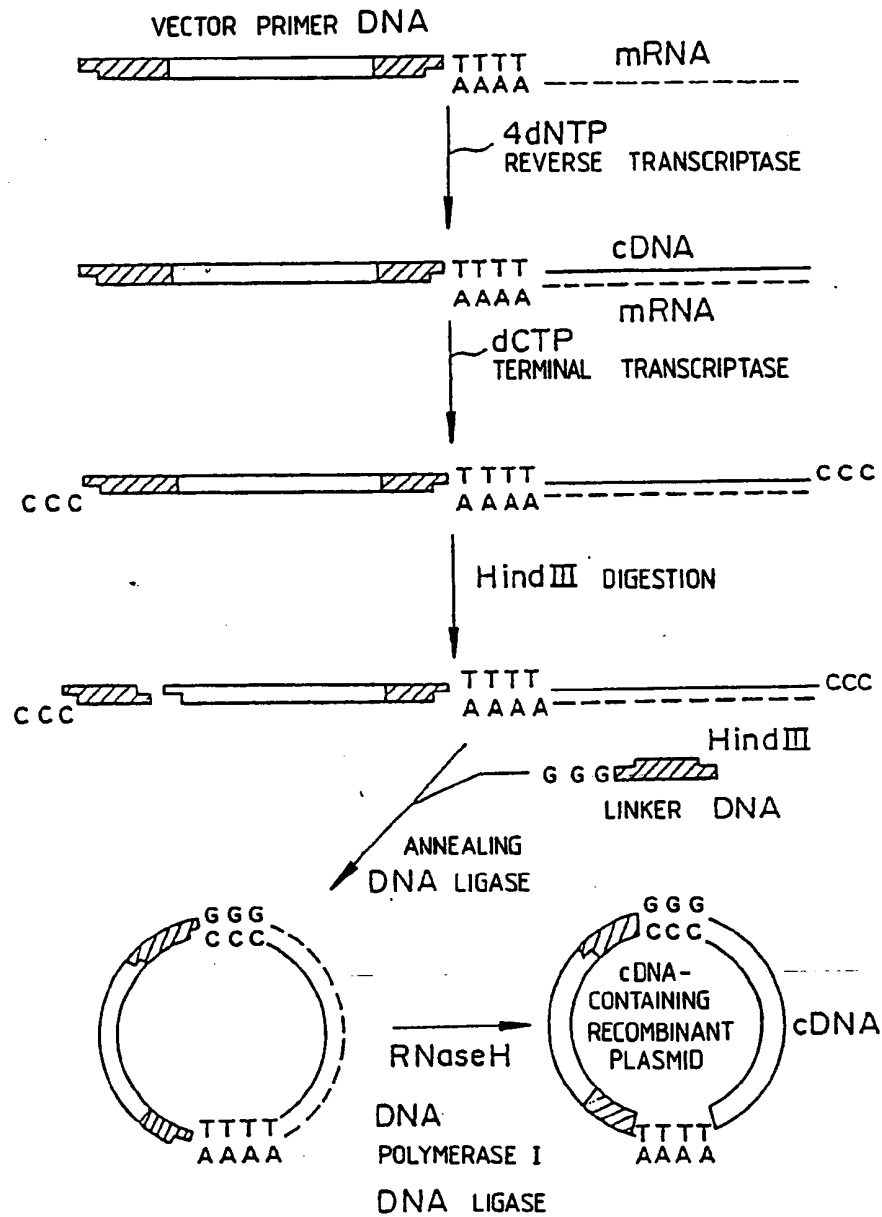 VECTOR PRIMER DNA
TTTT
mRNA
AAAA
4dNTP
REVERSE TRANSCRIPTASE
cDNA
TTTT
AAAA
mRNA
dCTP
TERMINAL TRANSCRIPTASE
T TTT
CCC
CCC
AAAA
HindIII DIGESTION
TTTT
CCC
CCC
AAAA
HindIII
GGG
LINKER DNA
ANNEALING
DNA LIGASE
GGG
CCC
GGG
CCC
cDNA-
CONTAINING
RECOMBINANT
PLASMID
cDNA
RNaseH
TTTT
AAAA
DNA
POLYMERASE I
DNA LIGASE
TTTT
AAAA